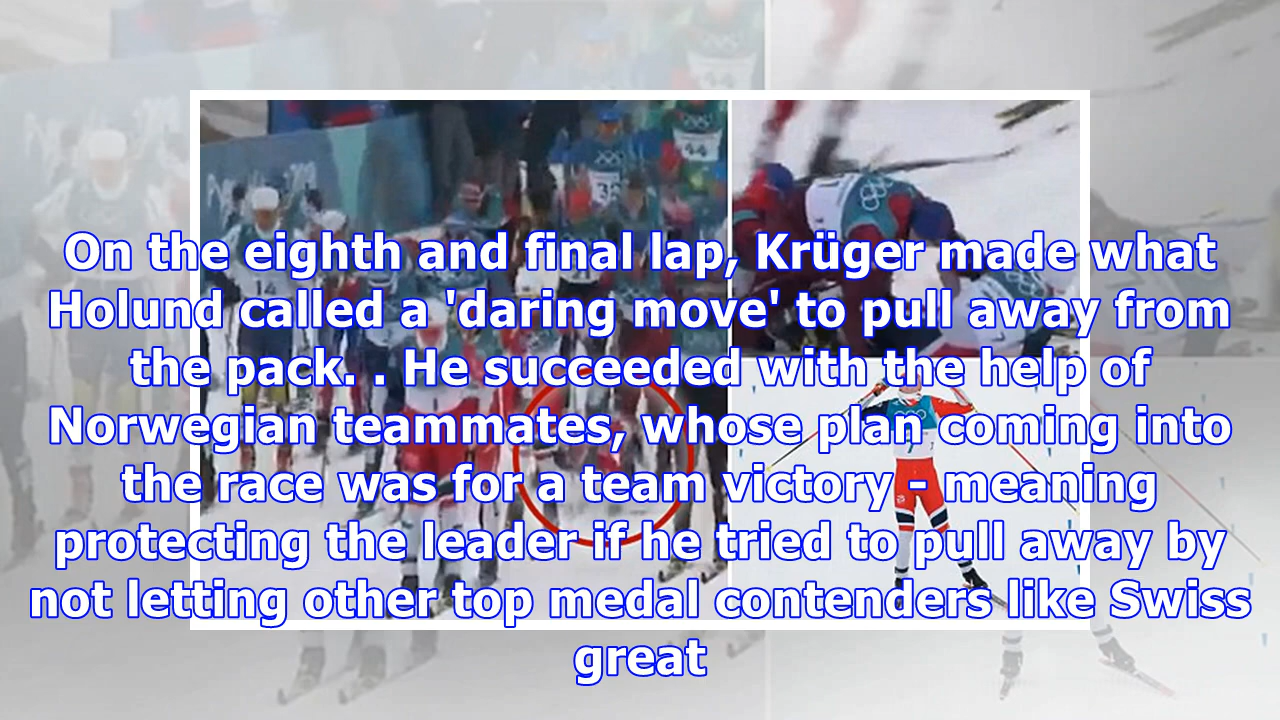 On the eighth and final lap, Krüger made what
Holund called a 'daring move' to pull away from
the pack. . He succeeded with the help of
Norwegian teammates, whose plan coming into
the race was for a team victory - meaning
protecting the leader if he tried to pull away by
not letting other top medal contenders like Swiss
great
14
44